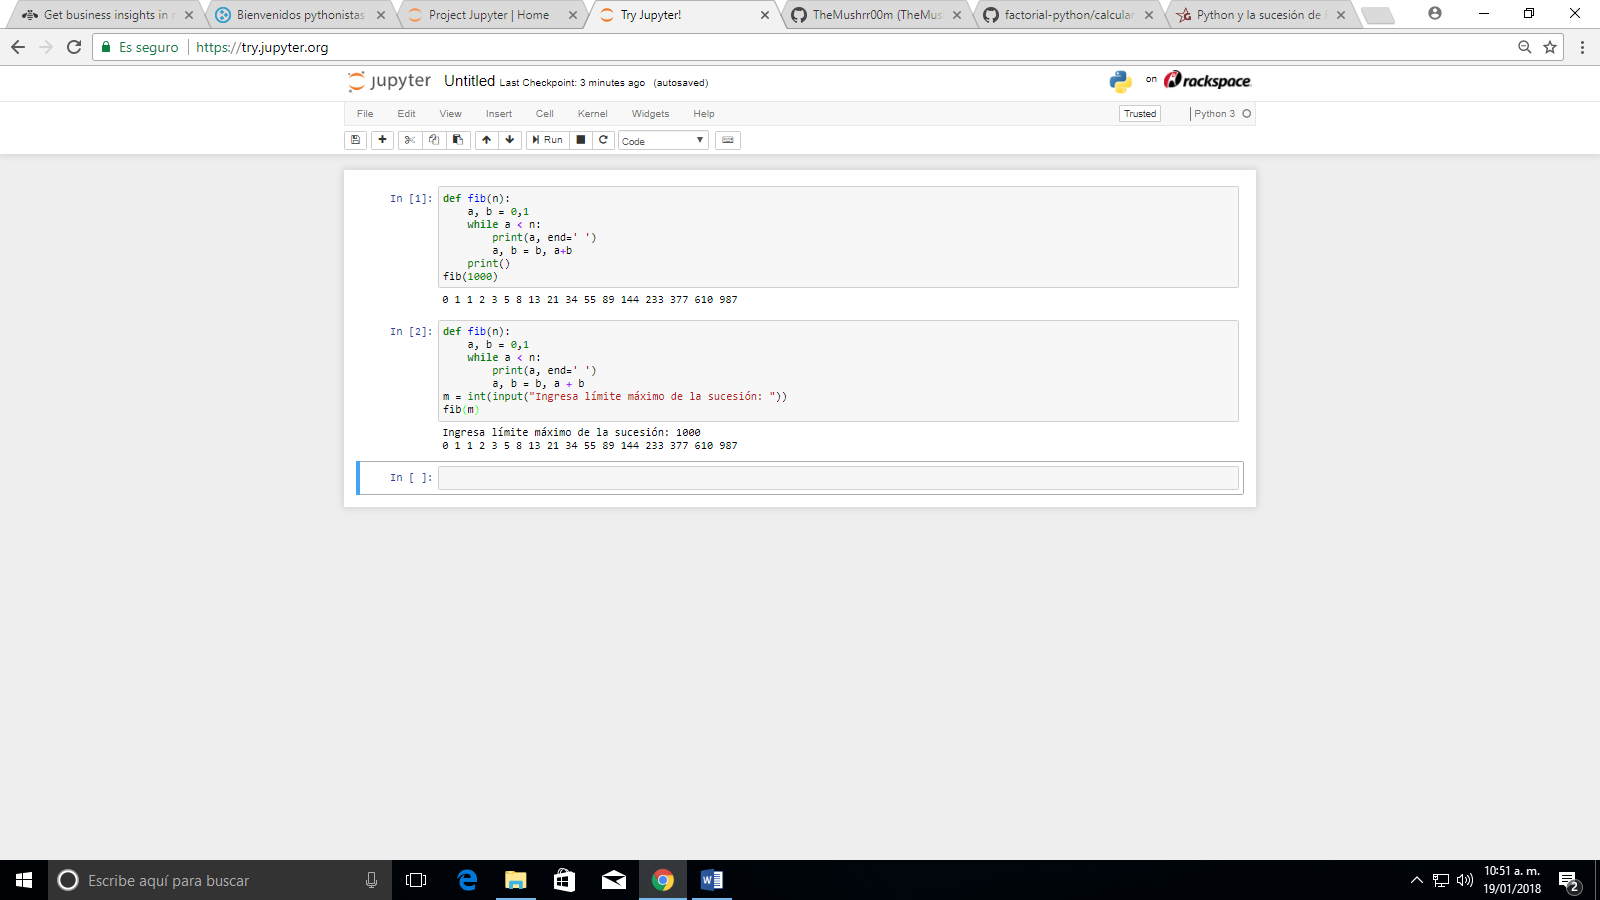 Get business insights in r
Bienvenidos pythonistas
Project Jupyter | Home
Try Jupyter!
TheMushrr00m (TheMus
factorial-python/calcular
Python y la sucesión de
Es seguro
https://try.jupyter.org
jupyter Untitled Last Checkpoint: 3 minutes ago (autosaved)
on rackspace.
File Edit View Insert Cell Kernel Widgets Help
Trusted
Python 3
Run
Code
In [1]:
def fib(n):
    a, b = 0,1
    while a < n:
        print(a, end=' ')
        a, b = b, a+b
    print()
fib(1000)
0 1 1 2 3 5 8 13 21 34 55 89 144 233 377 610 987
In [2]:
def fib(n):
    a, b = 0,1
    while a < n:
        print(a, end=' ')
        a, b = b, a + b
m = int(input("Ingresa límite máximo de la sucesión: "))
fib(m)
Ingresa límite máximo de la sucesión: 1000
0 1 1 2 3 5 8 13 21 34 55 89 144 233 377 610 987
In [ ]:
Escribe aquí para buscar
10:51 a. m.
19/01/2018
2